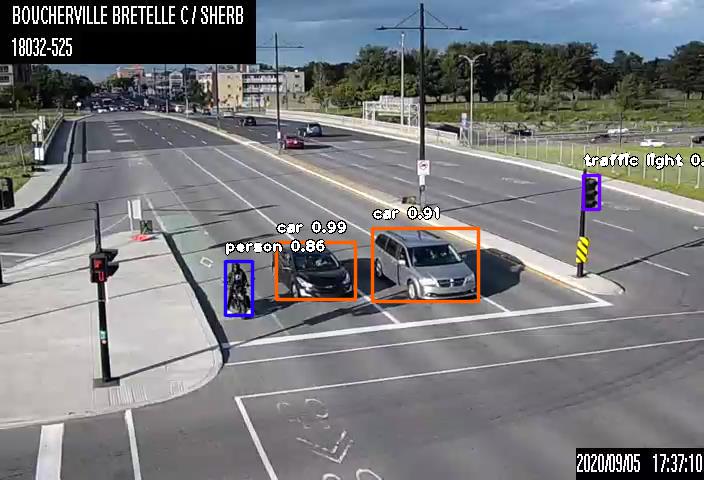 BOUCHERVILLE BRETELLE C / SHERB
18032-525
traffic light 0.
car 0.91
car 0.99
person 0.86
2020/09/05 17:37:10